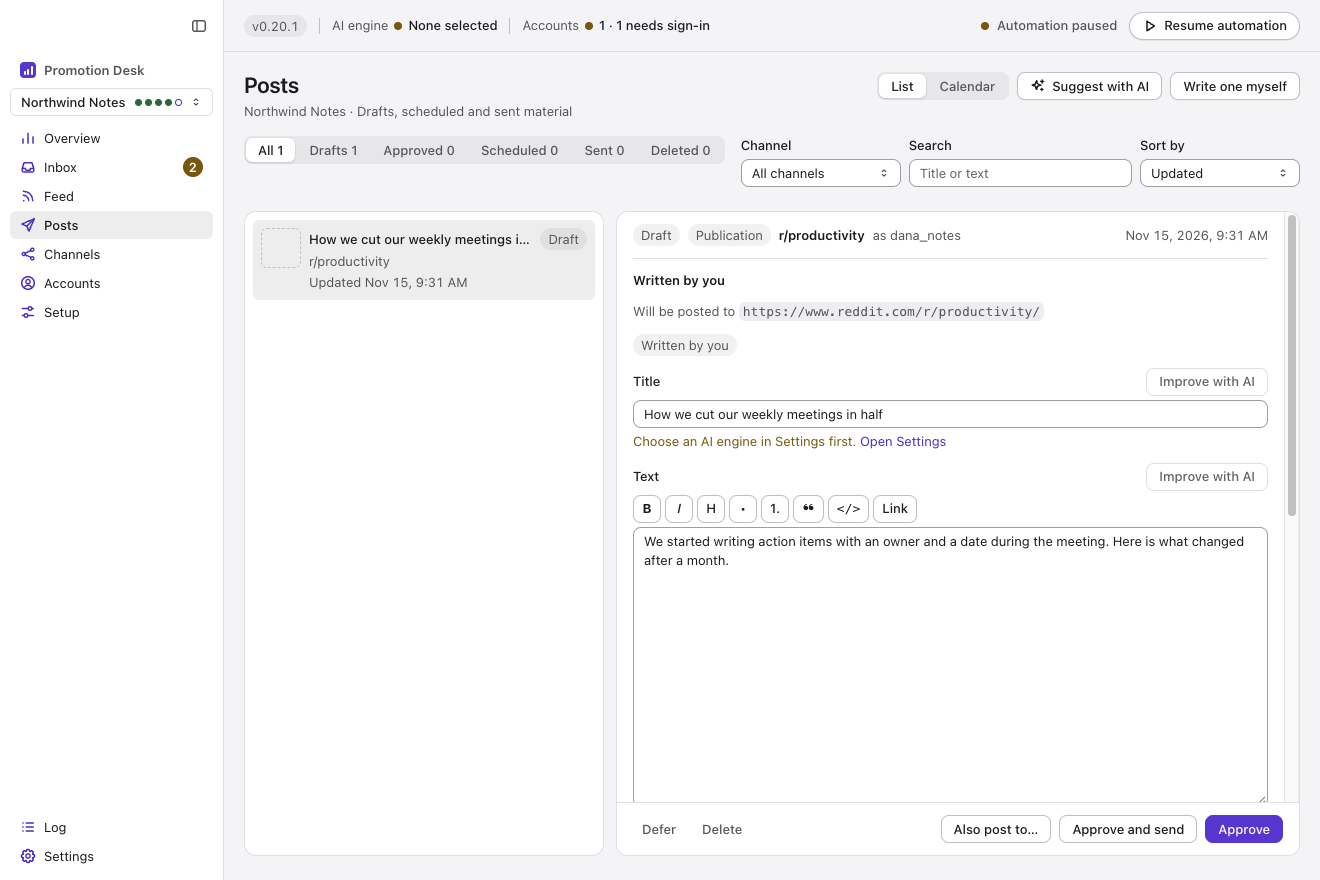 v0.20.1
AI engine None selected
Accounts 1 · 1 needs sign-in
Automation paused
Resume automation
Promotion Desk
Northwind Notes
Overview
Inbox 2
Feed
Posts
Channels
Accounts
Setup
Log
Settings
Posts
Northwind Notes · Drafts, scheduled and sent material
List
Calendar
Suggest with AI
Write one myself
All 1
Drafts 1
Approved 0
Scheduled 0
Sent 0
Deleted 0
Channel
All channels
Search
Title or text
Sort by
Updated
How we cut our weekly meetings i... Draft
r/productivity
Updated Nov 15, 9:31 AM
Draft Publication r/productivity as dana_notes Nov 15, 2026, 9:31 AM
Written by you
Will be posted to https://www.reddit.com/r/productivity/
Written by you
Title Improve with AI
How we cut our weekly meetings in half
Choose an AI engine in Settings first. Open Settings
Text Improve with AI
B I H • 1. ❝ </> Link
We started writing action items with an owner and a date during the meeting. Here is what changed
after a month.
Defer Delete Also post to... Approve and send Approve